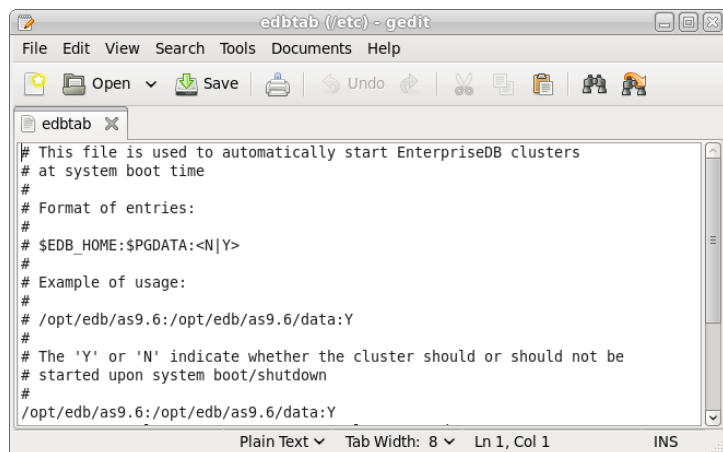 edbtab (/etc) - gedit
File Edit View Search Tools Documents Help
Open Save Undo
edbtab
# This file is used to automatically start EnterpriseDB clusters
# at system boot time
#
# Format of entries:
#
# $EDB_HOME:$PGDATA:<N|Y>
#
# Example of usage:
#
# /opt/edb/as9.6:/opt/edb/as9.6/data:Y
#
# The 'Y' or 'N' indicate whether the cluster should or should not be
# started upon system boot/shutdown
#
/opt/edb/as9.6:/opt/edb/as9.6/data:Y
Plain Text Tab Width: 8 Ln 1, Col 1 INS